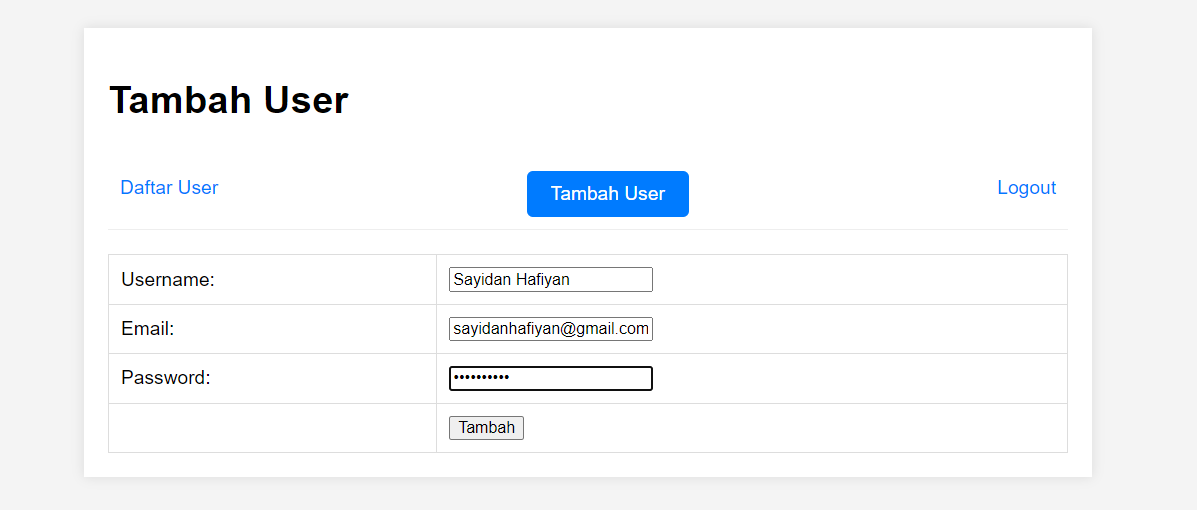 Tambah User
Daftar User Tambah User Logout
Username: Sayidan Hafiyan
Email: sayidanhafiyan@gmail.com
Password: ••••••••••
Tambah